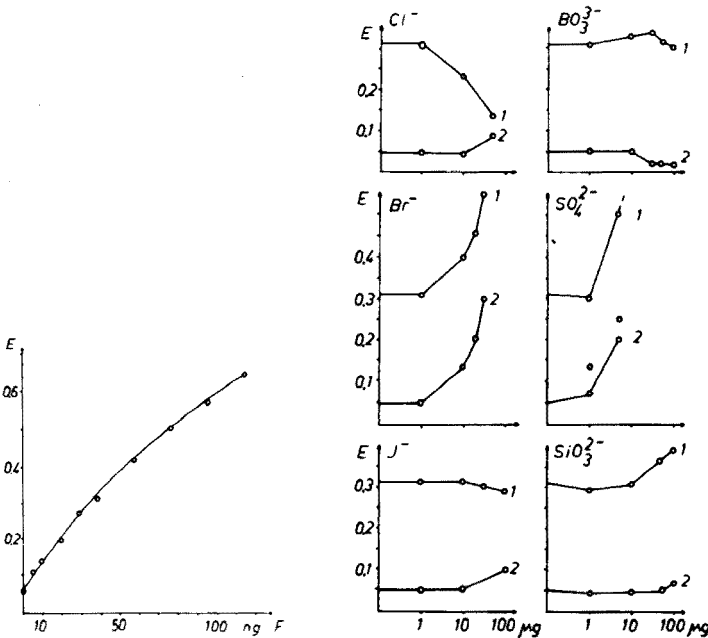 E
0,6
0,4
0,2
10 50 100 ng F
E Cl⁻
0,2
0,1
1
2
BO₃³⁻
1
2
E Br⁻
0,4
0,3
0,2
0,1
1
2
SO₄²⁻
1
2
E J⁻
0,3
0,2
0,1
1
2
1 10 100 µg
SiO₃²⁻
1
2
1 10 100 µg